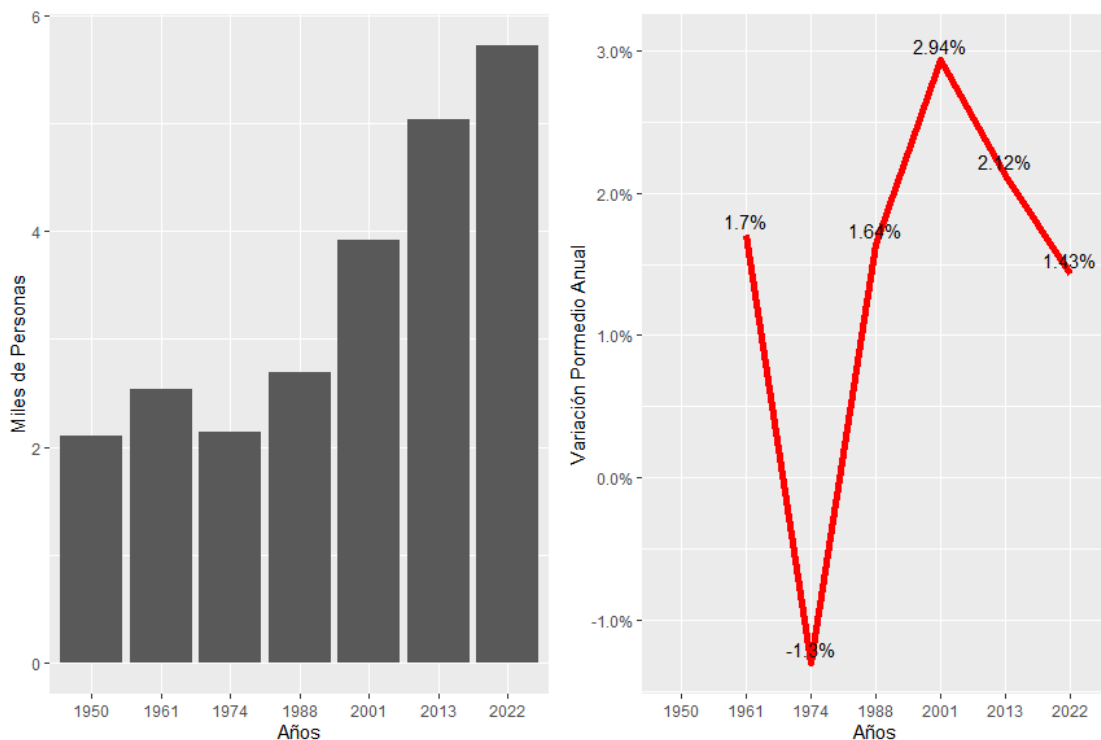 6
4
2
0
Miles de Personas
1950 1961 1974 1988 2001 2013 2022
Años
3.0%
2.0%
1.0%
0.0%
-1.0%
Variación Pormedio Anual
1.7%
-1.3%
1.64%
2.94%
2.12%
1.43%
1950 1961 1974 1988 2001 2013 2022
Años